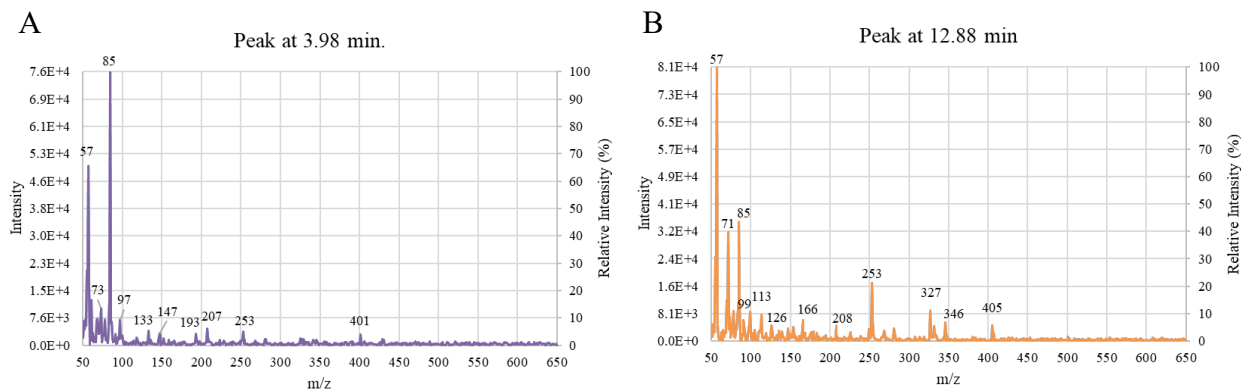 A
Peak at 3.98 min.
85
57
73
97
133
147
193
207
253
401
7.6E+4
6.9E+4
6.1E+4
5.3E+4
4.6E+4
3.8E+4
3.0E+4
2.3E+4
1.5E+4
7.6E+3
0.0E+0
Intensity
100
90
80
70
60
50
40
30
20
10
0
Relative Intensity (%)
50 100 150 200 250 300 350 400 450 500 550 600 650
m/z
B
Peak at 12.88 min
57
71
85
99
113
126
166
208
253
327
346
405
8.1E+4
7.3E+4
6.5E+4
5.7E+4
4.9E+4
4.1E+4
3.2E+4
2.4E+4
1.6E+4
8.1E+3
0.0E+0
Intensity
100
90
80
70
60
50
40
30
20
10
0
Relative Intensity (%)
50 100 150 200 250 300 350 400 450 500 550 600 650
m/z